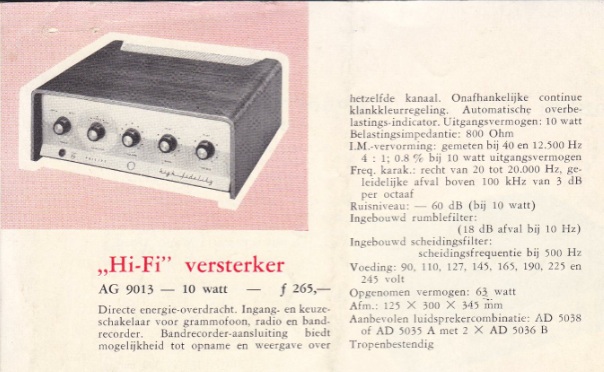 PHILIPS
high-fidelity
„Hi-Fi” versterker
AG 9013 — 10 watt — ƒ 265,—
Directe energie-overdracht. Ingang- en keuze-
schakelaar voor grammofoon, radio en band-
recorder. Bandrecorder-aansluiting biedt
mogelijkheid tot opname en weergave over
hetzelfde kanaal. Onafhankelijke continue
klankkleurregeling. Automatische overbe-
lastings-indicator. Uitgangsvermogen: 10 watt
Belastingsimpedantie: 800 Ohm
I.M.-vervorming: gemeten bij 40 en 12.500 Hz
4 : 1; 0.8 % bij 10 watt uitgangsvermogen
Freq. karak.: recht van 20 tot 20.000 Hz, ge-
leidelijke afval boven 100 kHz van 3 dB
per octaaf
Ruisniveau: — 60 dB (bij 10 watt)
Ingebouwd rumblefilter:
(18 dB afval bij 10 Hz)
Ingebouwd scheidingsfilter:
scheidingsfrequentie bij 500 Hz
Voeding: 90, 110, 127, 145, 165, 190, 225 en
245 volt
Opgenomen vermogen: 63 watt
Afm.: 125 × 300 × 345 mm
Aanbevolen luidsprekercombinatie: AD 5038
of AD 5035 A met 2 × AD 5036 B
Tropenbestendig